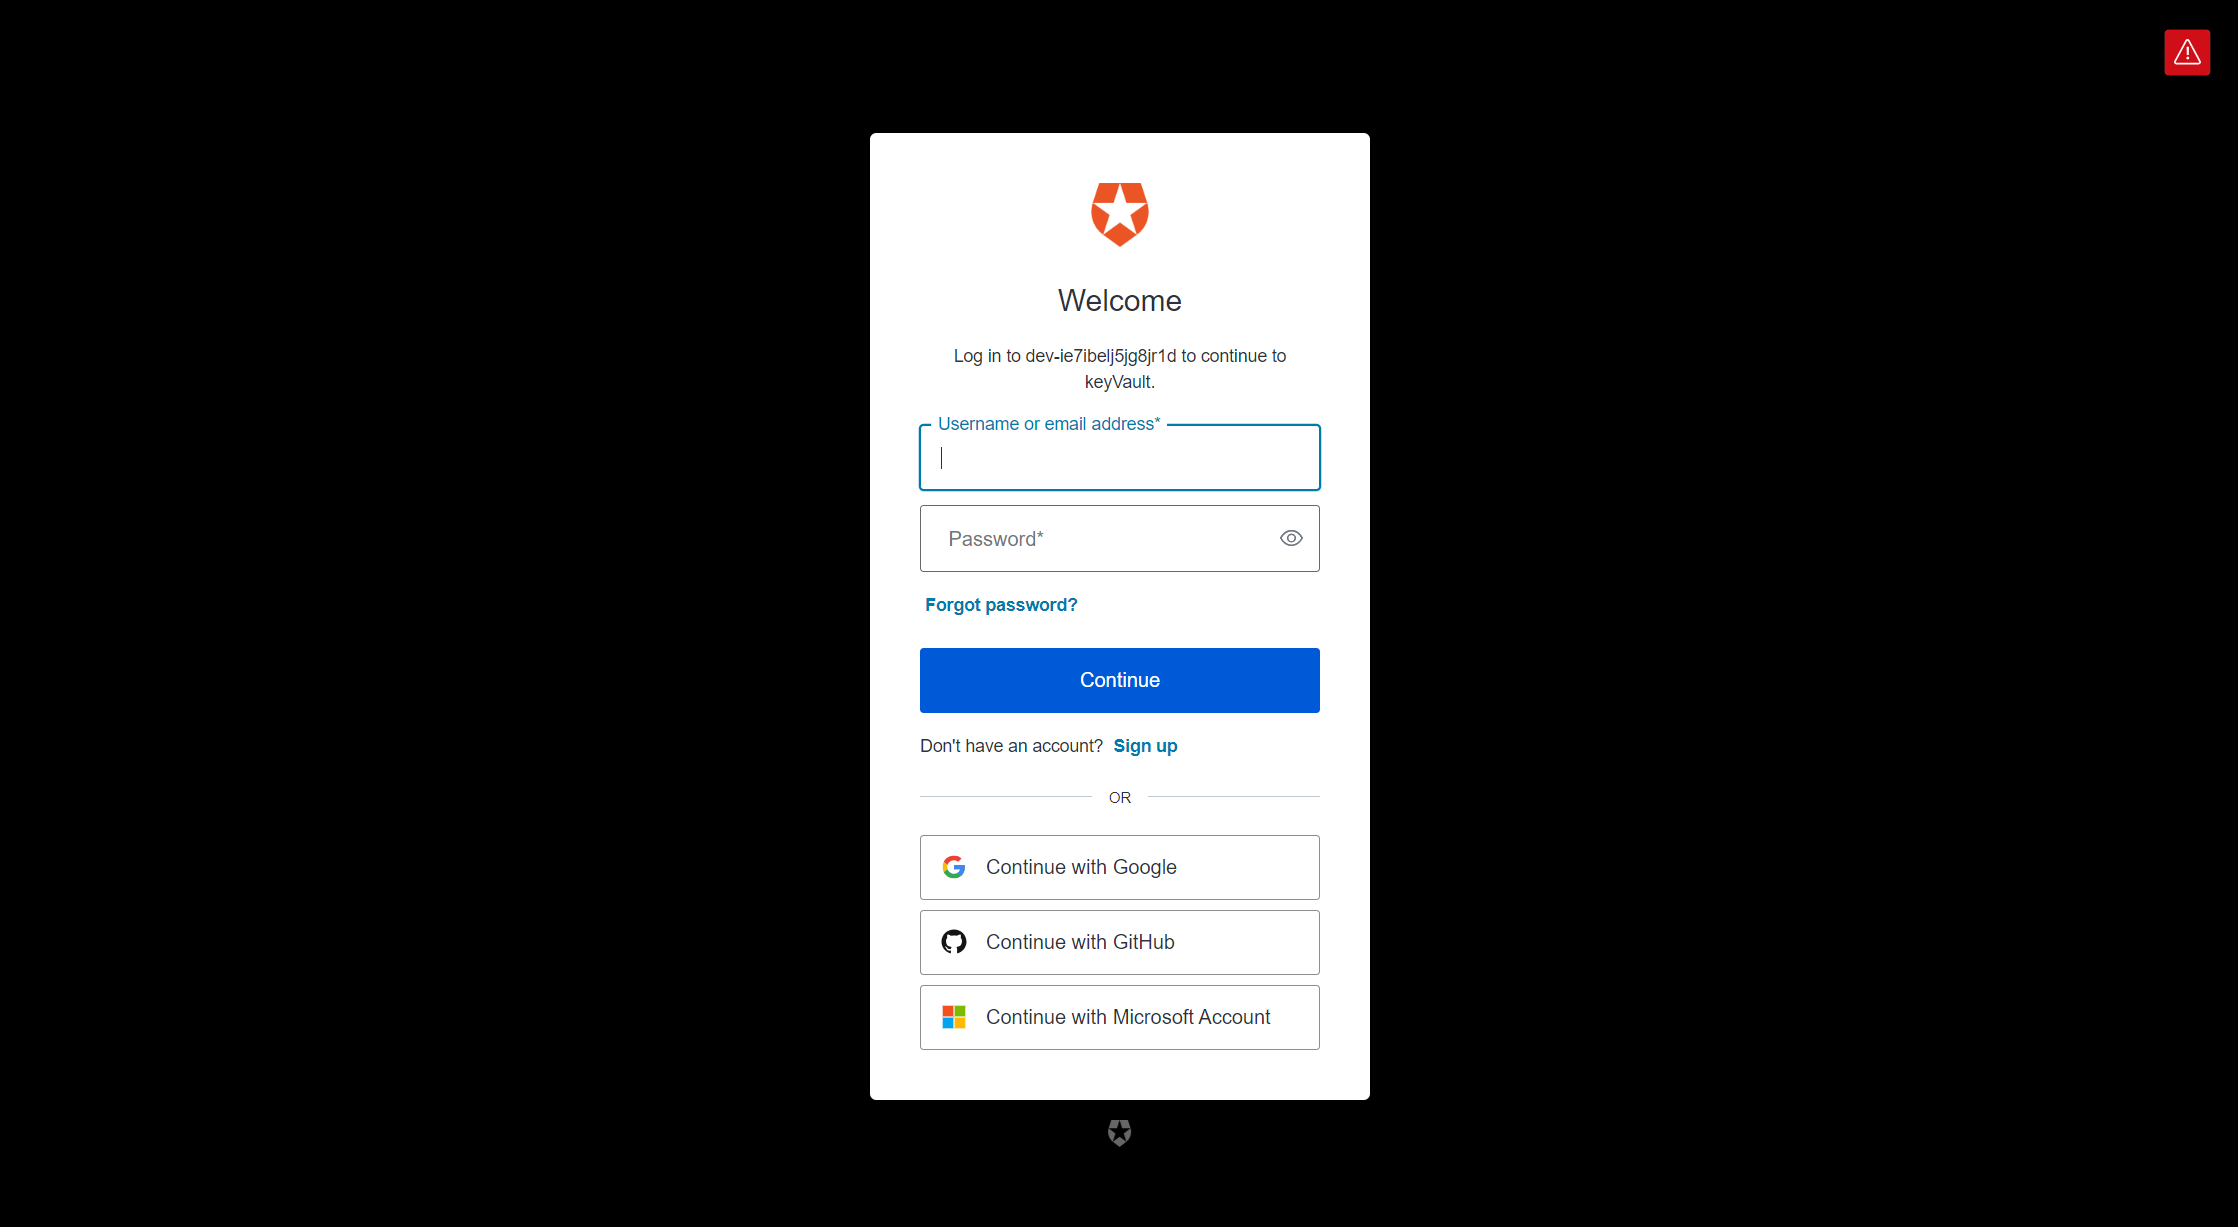 Welcome
Log in to dev-ie7ibelj5jg8jr1d to continue to
keyVault.
Username or email address*
Password*
Forgot password?
Continue
Don't have an account? Sign up
OR
Continue with Google
Continue with GitHub
Continue with Microsoft Account